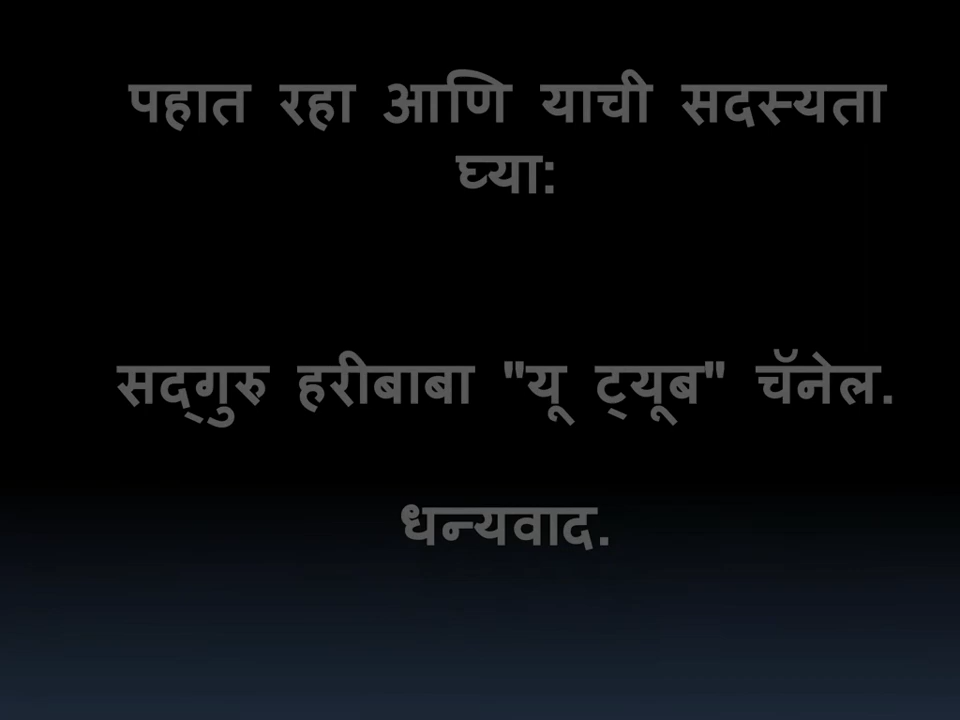 पहात रहा आणि याची सदस्यता
घ्या:
सद्‌गुरु हरीबाबा "यू ट्यूब" चॅनेल.
धन्यवाद.